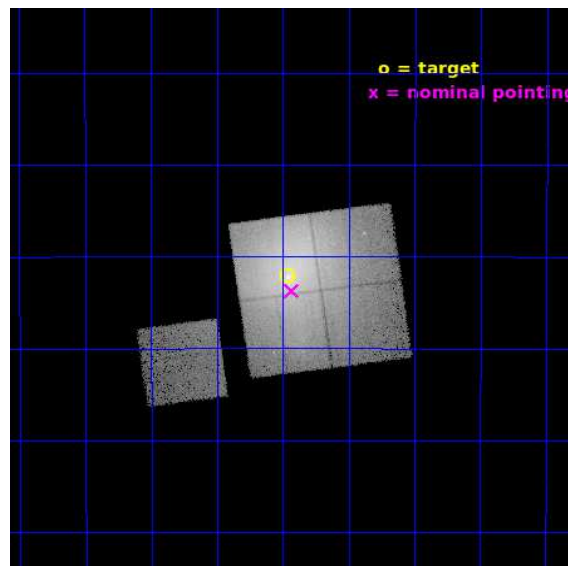 o = target
x = nominal pointing